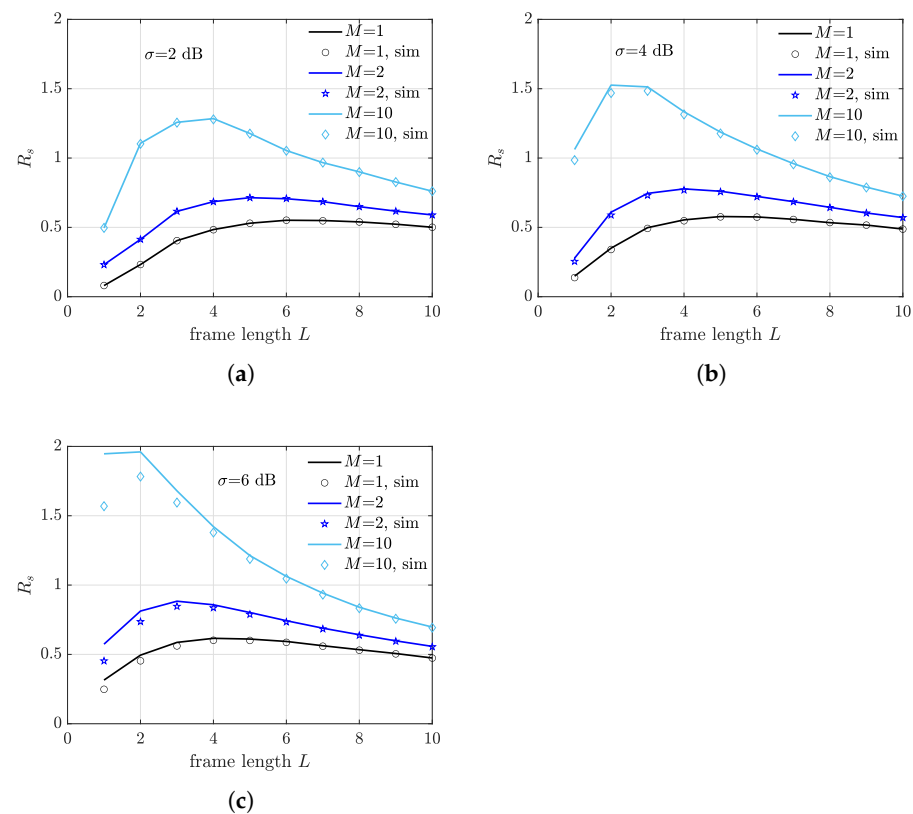 2
1.5
1
0.5
0
R_s
σ=2 dB
M=1
M=1, sim
M=2
M=2, sim
M=10
M=10, sim
0 2 4 6 8 10
frame length L
(a)
2
1.5
1
0.5
0
R_s
σ=4 dB
M=1
M=1, sim
M=2
M=2, sim
M=10
M=10, sim
0 2 4 6 8 10
frame length L
(b)
2
1.5
1
0.5
0
R_s
σ=6 dB
M=1
M=1, sim
M=2
M=2, sim
M=10
M=10, sim
0 2 4 6 8 10
frame length L
(c)